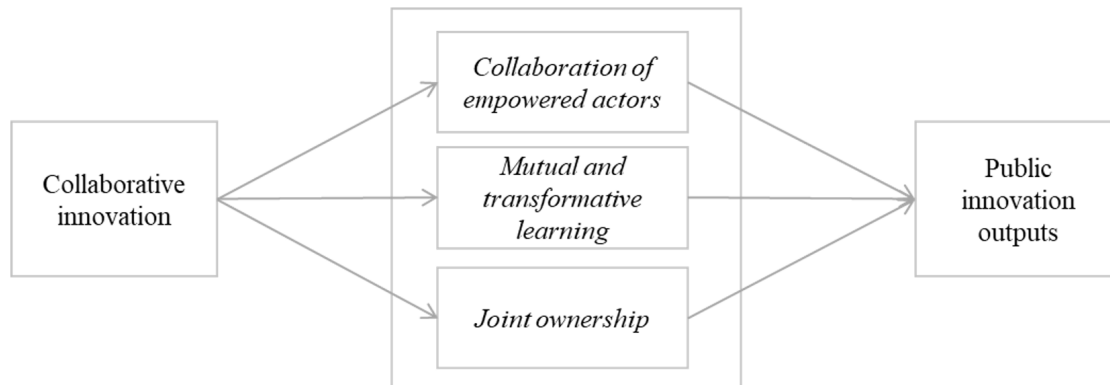 Collaborative
innovation
Collaboration of
empowered actors
Mutual and
transformative
learning
Joint ownership
Public
innovation
outputs